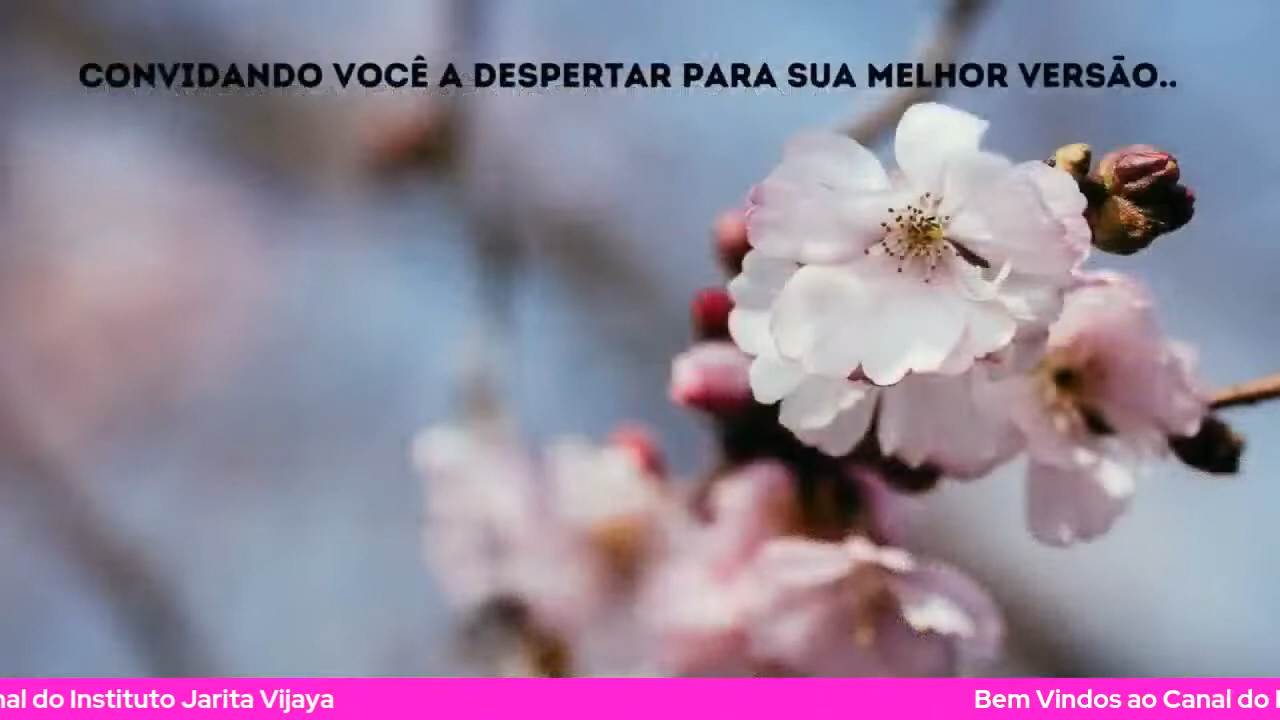 CONVIDANDO VOCÊ A DESPERTAR PARA SUA MELHOR VERSÃO..
nal do Instituto Jarita Vijaya
Bem Vindos ao Canal do